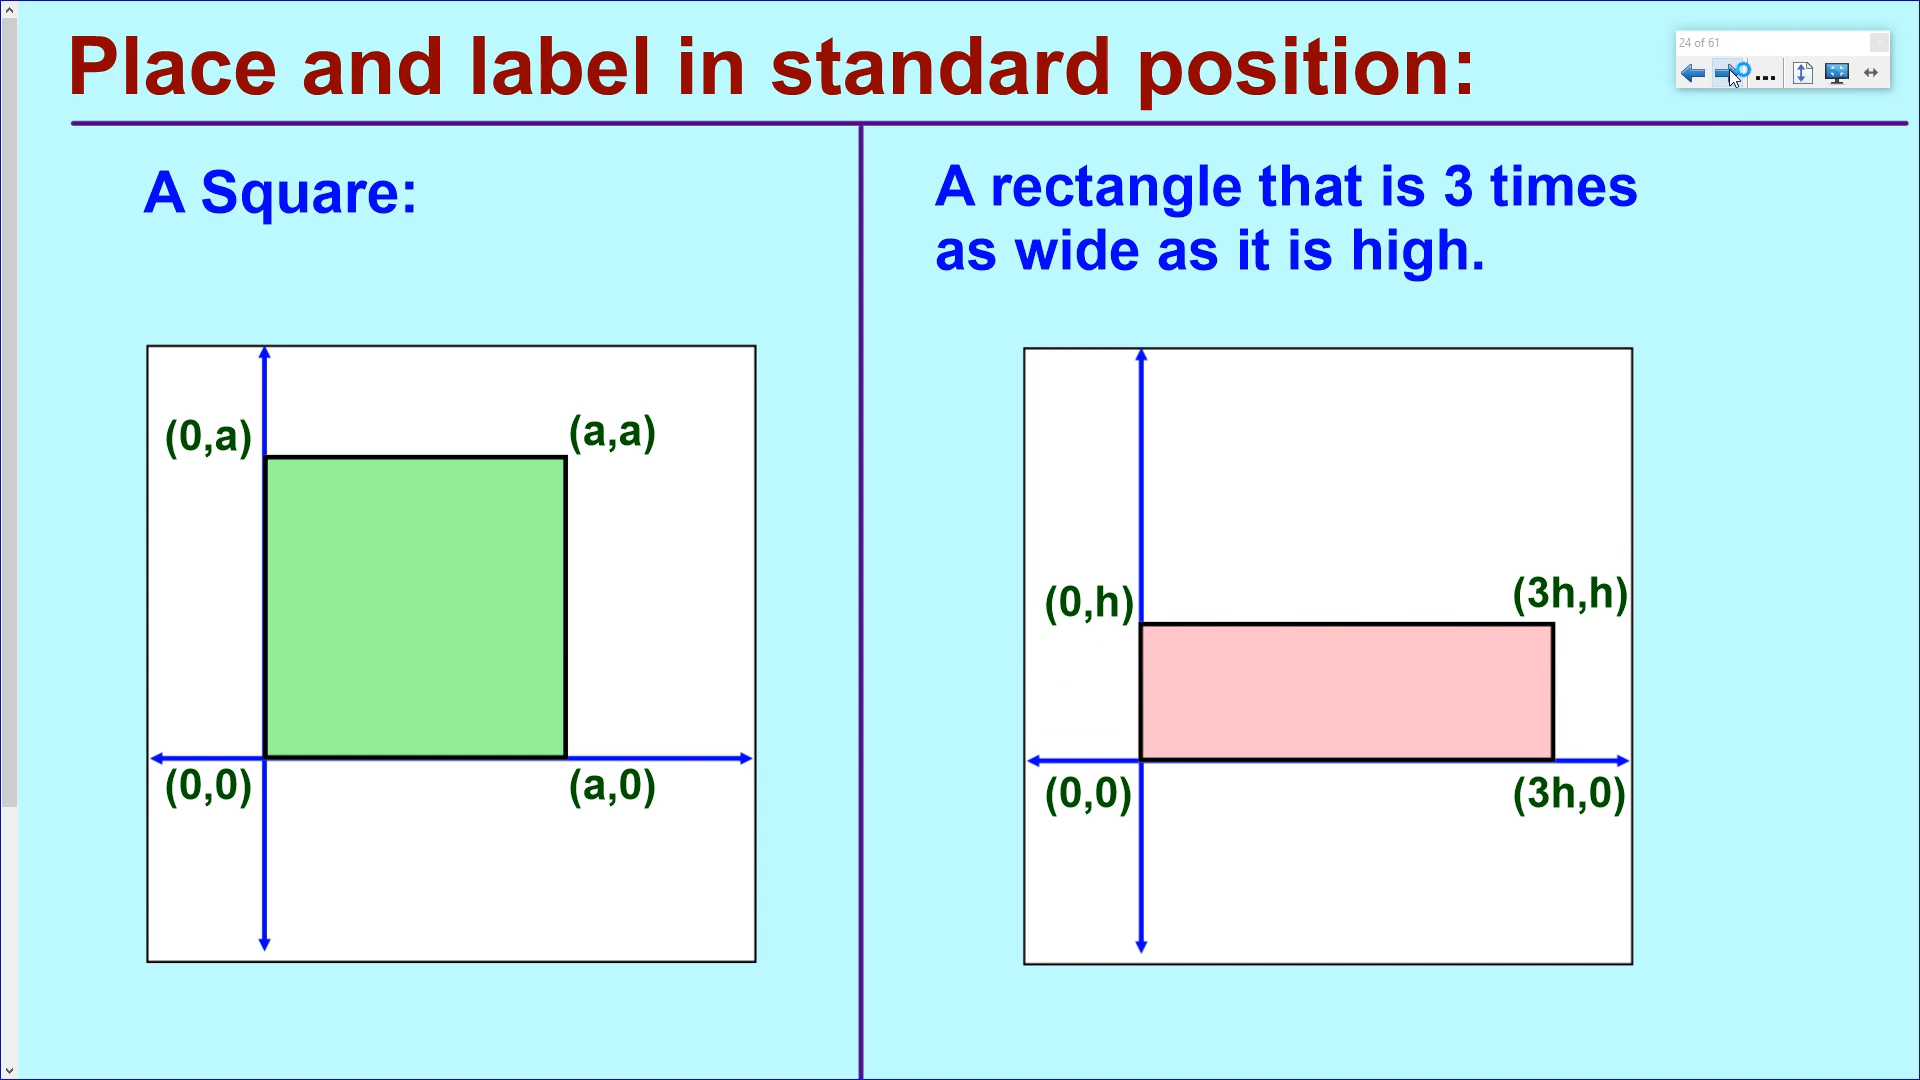 Place and label in standard position:
24 of 61
A Square:
(0,a)
(a,a)
(0,0)
(a,0)
A rectangle that is 3 times
as wide as it is high.
(0,h)
(3h,h)
(0,0)
(3h,0)